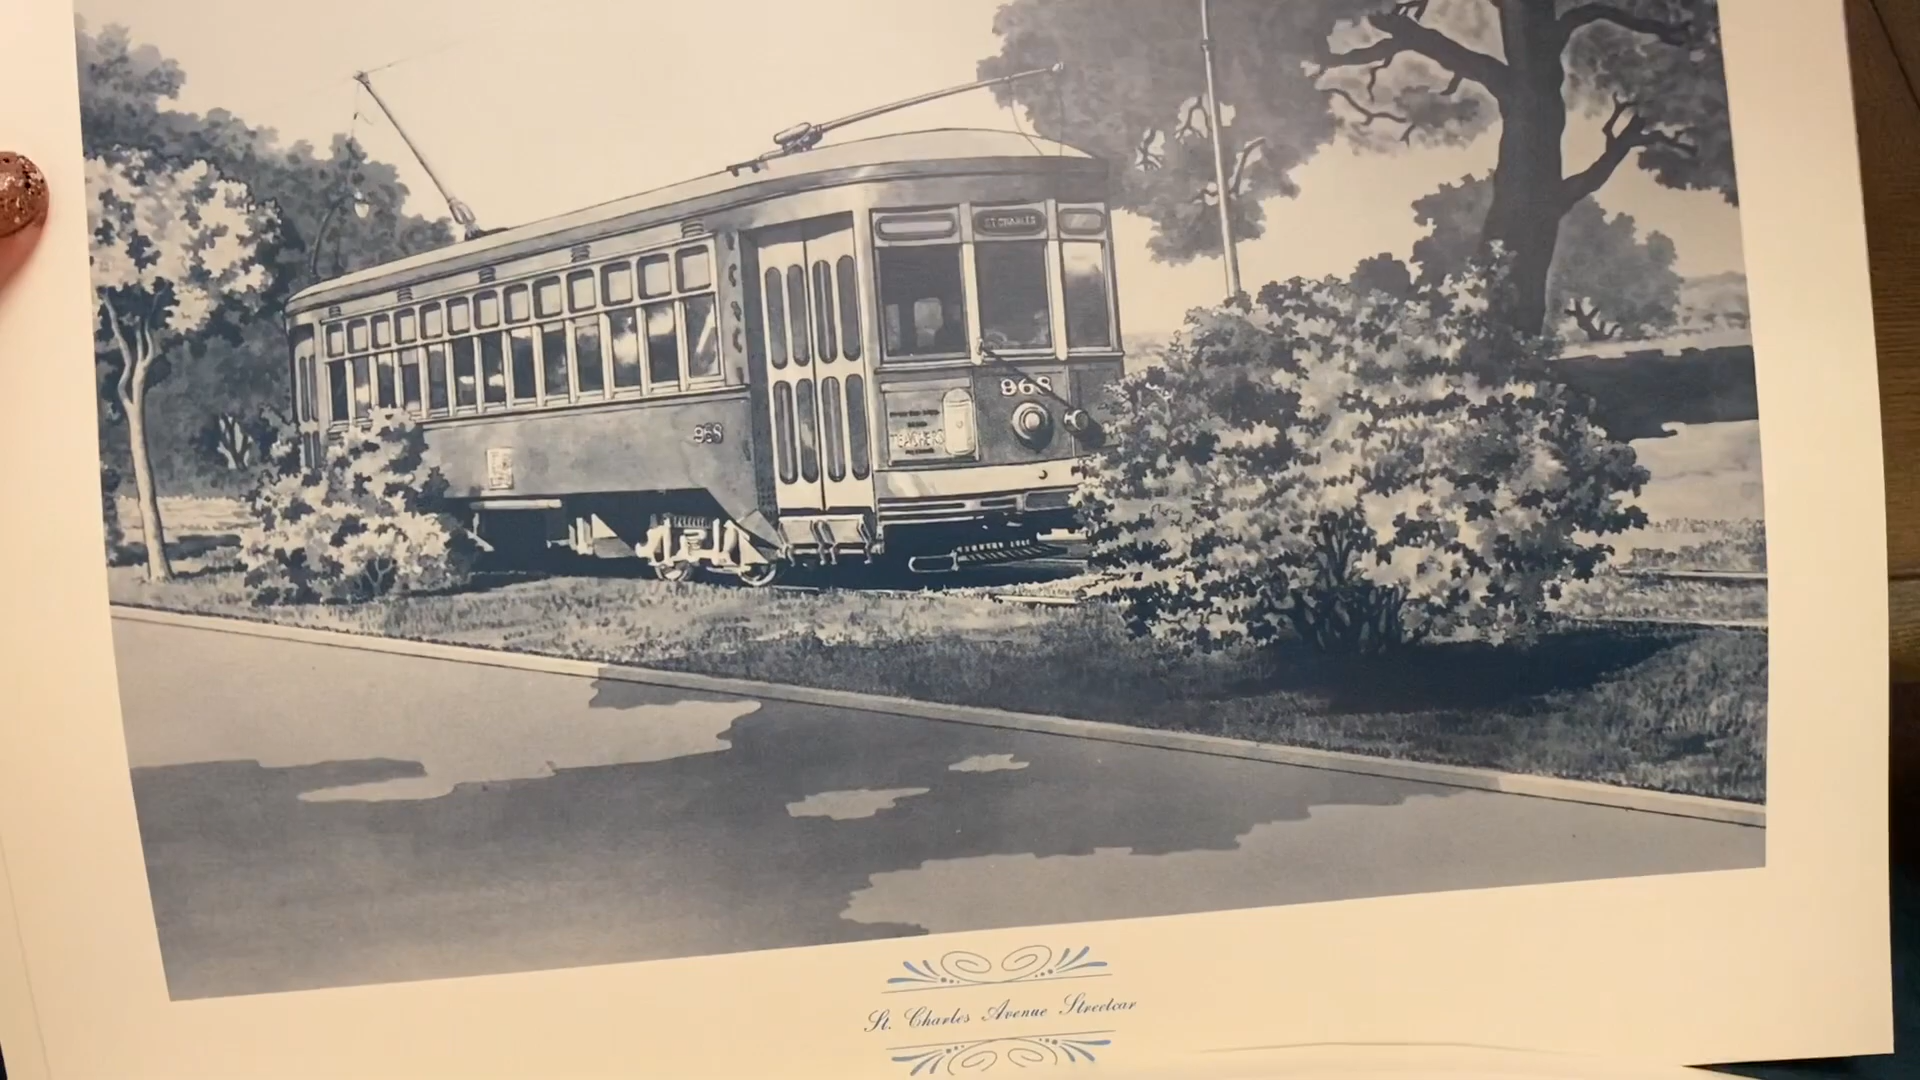 ST. CHARLES
968
968
TEACHERS
St. Charles Avenue Streetcar